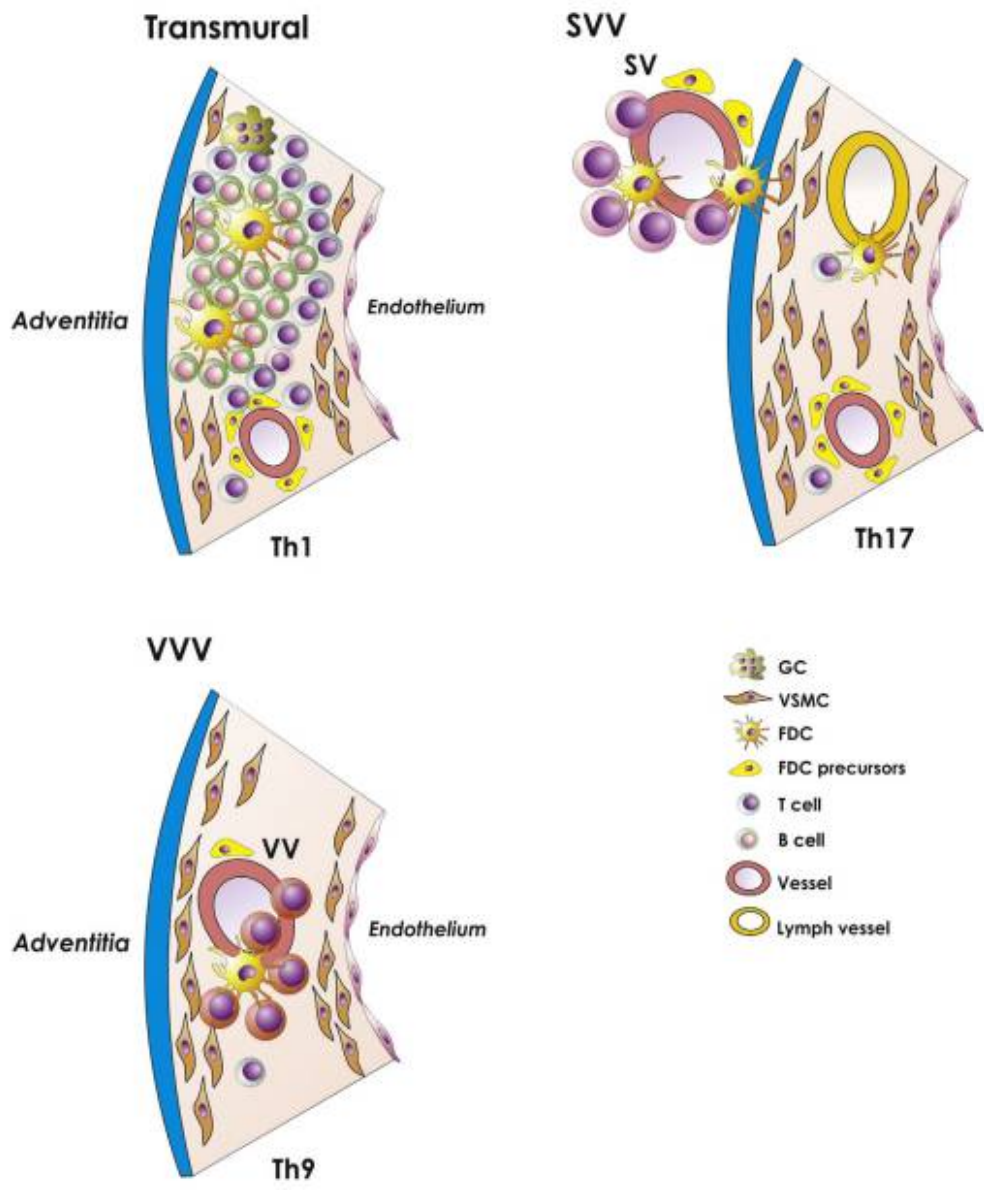 Transmural
SVV
SV
Adventitia
Endothelium
Th1
Th17
VVV
VV
Adventitia
Endothelium
Th9
GC
VSMC
FDC
FDC precursors
T cell
B cell
Vessel
Lymph vessel